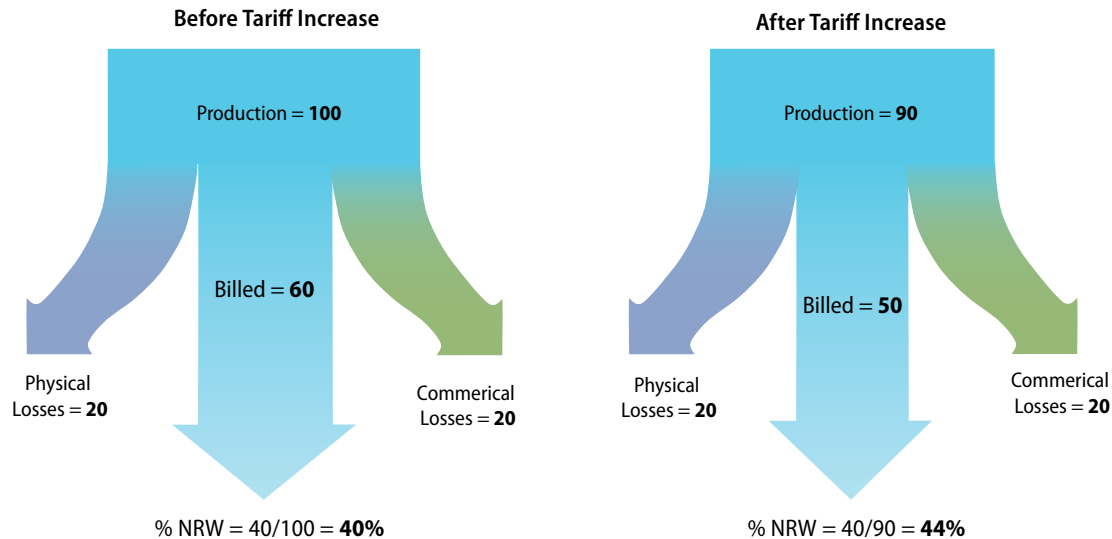 Before Tariff Increase
Production = 100
Billed = 60
Physical
Losses = 20
Commerical
Losses = 20
% NRW = 40/100 = 40%
After Tariff Increase
Production = 90
Billed = 50
Physical
Losses = 20
Commerical
Losses = 20
% NRW = 40/90 = 44%